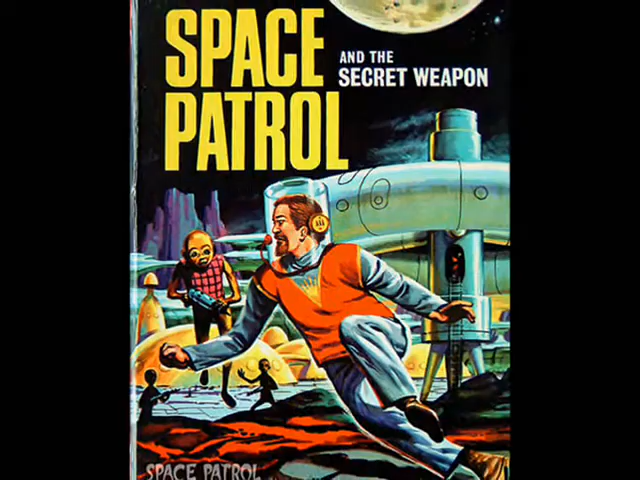 SPACE
PATROL
AND THE
SECRET WEAPON
SPACE PATROL